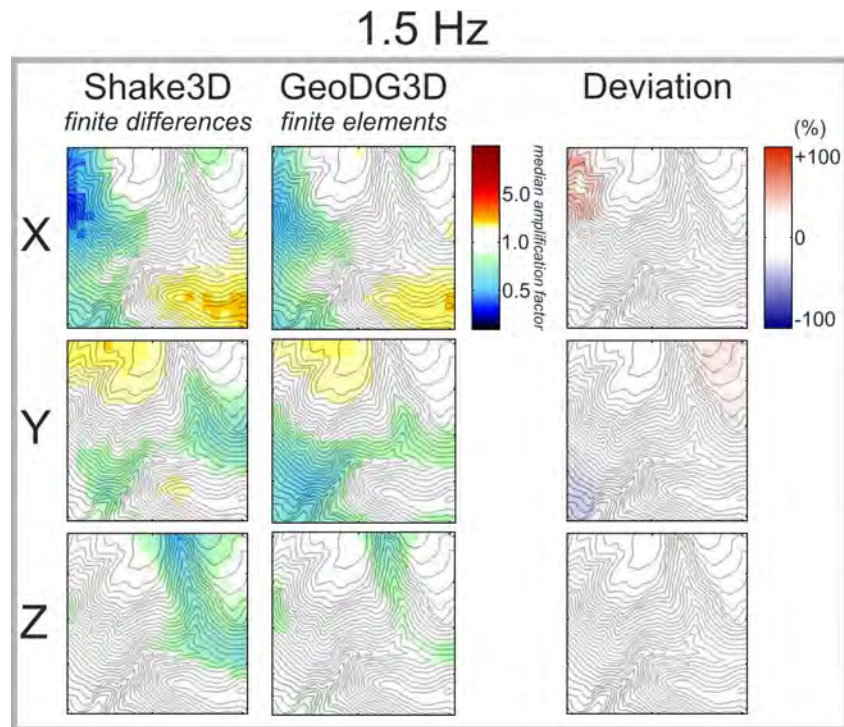 1.5 Hz
Shake3D
finite differences
GeoDG3D
finite elements
Deviation
(%)
X
5.0
1.0
0.5
median amplification factor
+100
0
-100
Y
Z